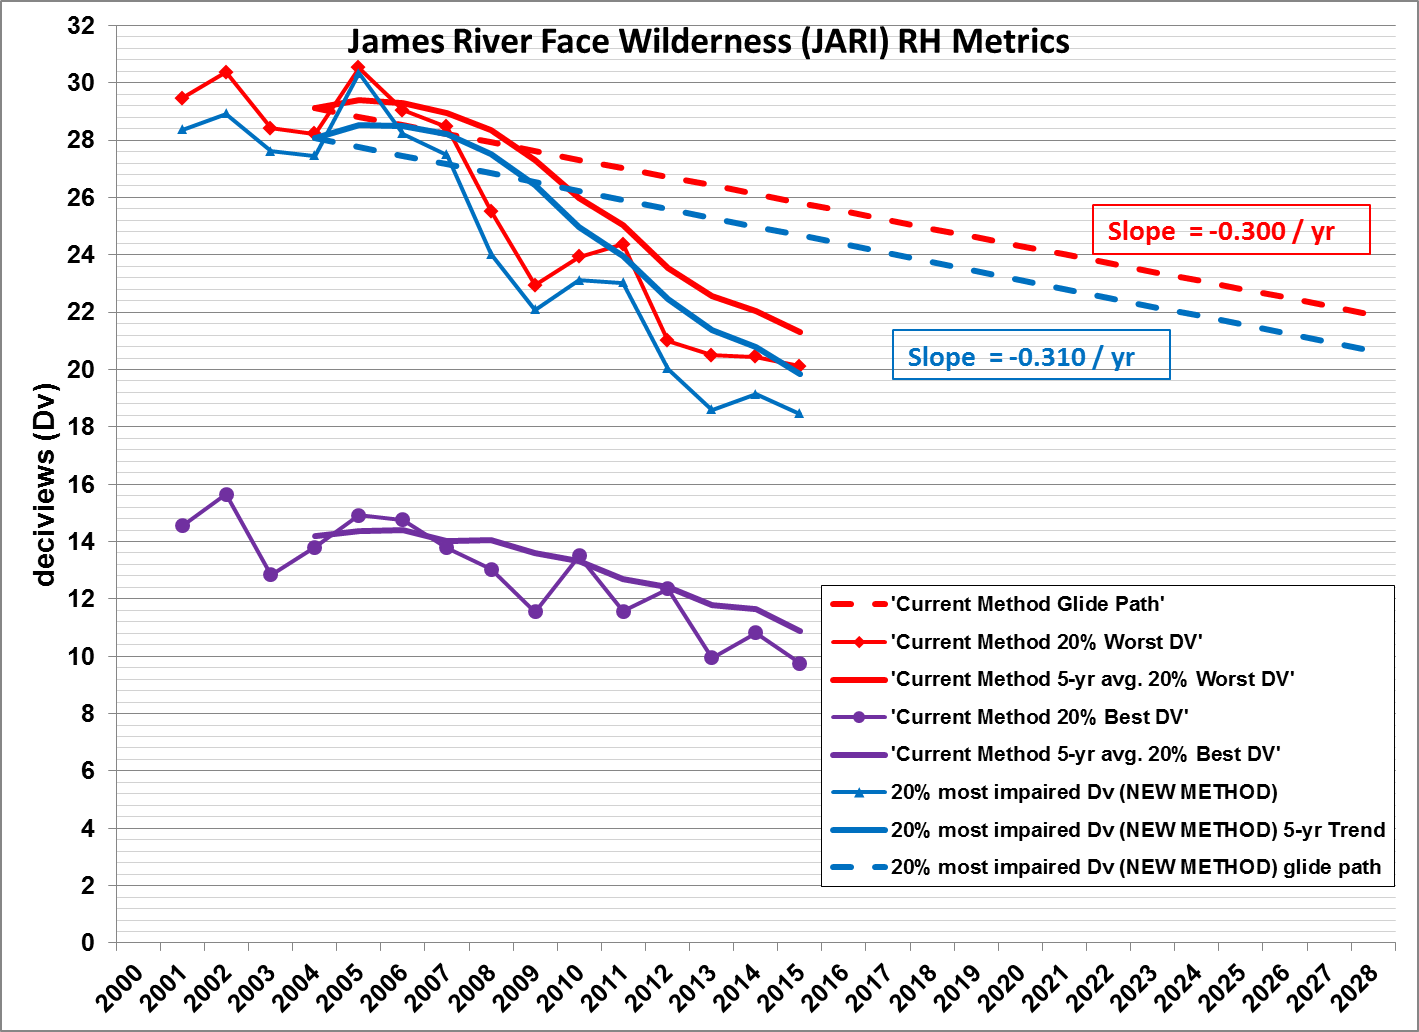 James River Face Wilderness (JARI) RH Metrics
32
30
28
26
24
22
20
18
16
14
12
10
8
6
4
2
0
deciviews (Dv)
Slope  = -0.300 / yr
Slope  = -0.310 / yr
'Current Method Glide Path'
'Current Method 20% Worst DV'
'Current Method 5-yr avg. 20% Worst DV'
'Current Method 20% Best DV'
'Current Method 5-yr avg. 20% Best DV'
20% most impaired Dv (NEW METHOD)
20% most impaired Dv (NEW METHOD) 5-yr Trend
20% most impaired Dv (NEW METHOD) glide path
2000 2001 2002 2003 2004 2005 2006 2007 2008 2009 2010 2011 2012 2013 2014 2015 2016 2017 2018 2019 2020 2021 2022 2023 2024 2025 2026 2027 2028